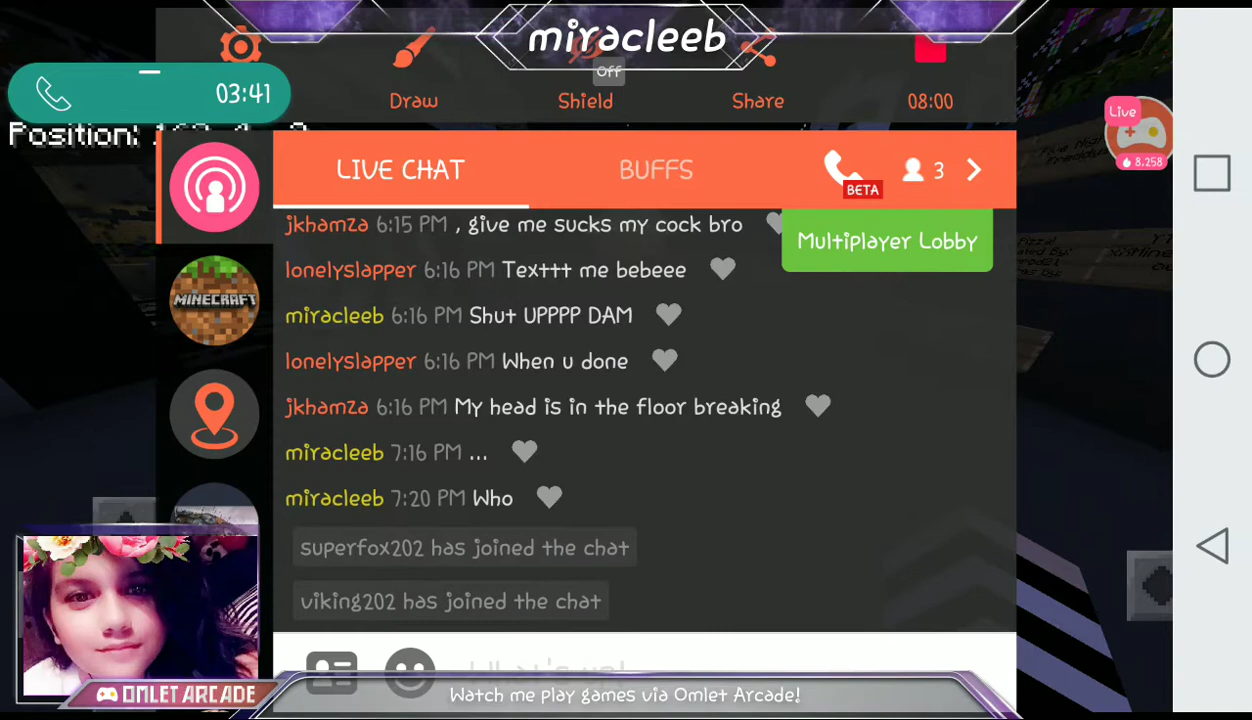 miracleeb
Off
Draw
Shield
Share
08:00
03:41
Position:
Live
8,258
LIVE CHAT
BUFFS
BETA
3
Multiplayer Lobby
jkhamza 6:15 PM , give me sucks my cock bro
lonelyslapper 6:16 PM Texttt me bebeee
miracleeb 6:16 PM Shut UPPPP DAM
lonelyslapper 6:16 PM When u done
jkhamza 6:16 PM My head is in the floor breaking
miracleeb 7:16 PM ...
miracleeb 7:20 PM Who
superfox202 has joined the chat
viking202 has joined the chat
MINECRAFT
OMLET ARCADE
Watch me play games via Omlet Arcade!